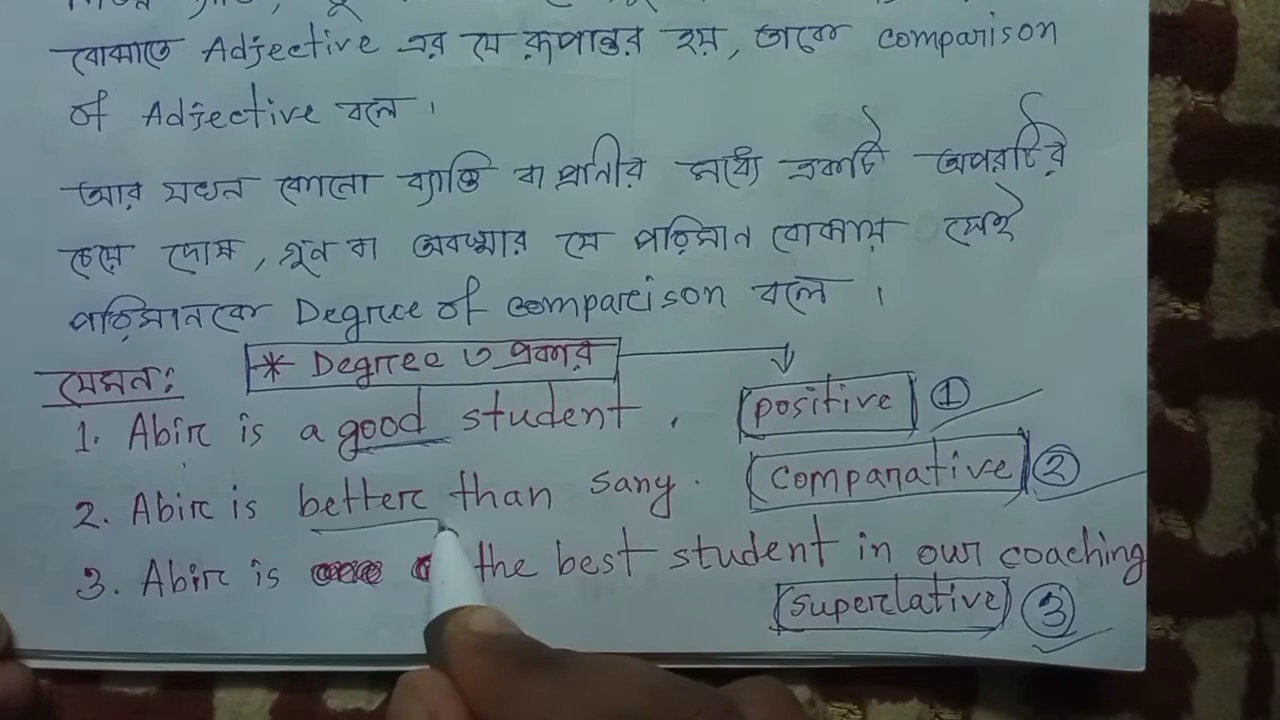 বোঝাতে Adjective এর যে রূপান্তর হয়, তাকে comparison
of Adjective বলে।
আর যখন কোনো ব্যাক্তি বা প্রানীর মধ্যে একটি অপরটির
চেয়ে দোষ, গুন বা অবস্থার যে পরিমান বোঝায় সেই
পরিমানকে Degree of comparison বলে।
যেমন: * Degree ৩ প্রকার
1. Abir is a good student. positive 1
2. Abir is better than sany. comparative 2
3. Abir is the best student in our coaching
superlative 3